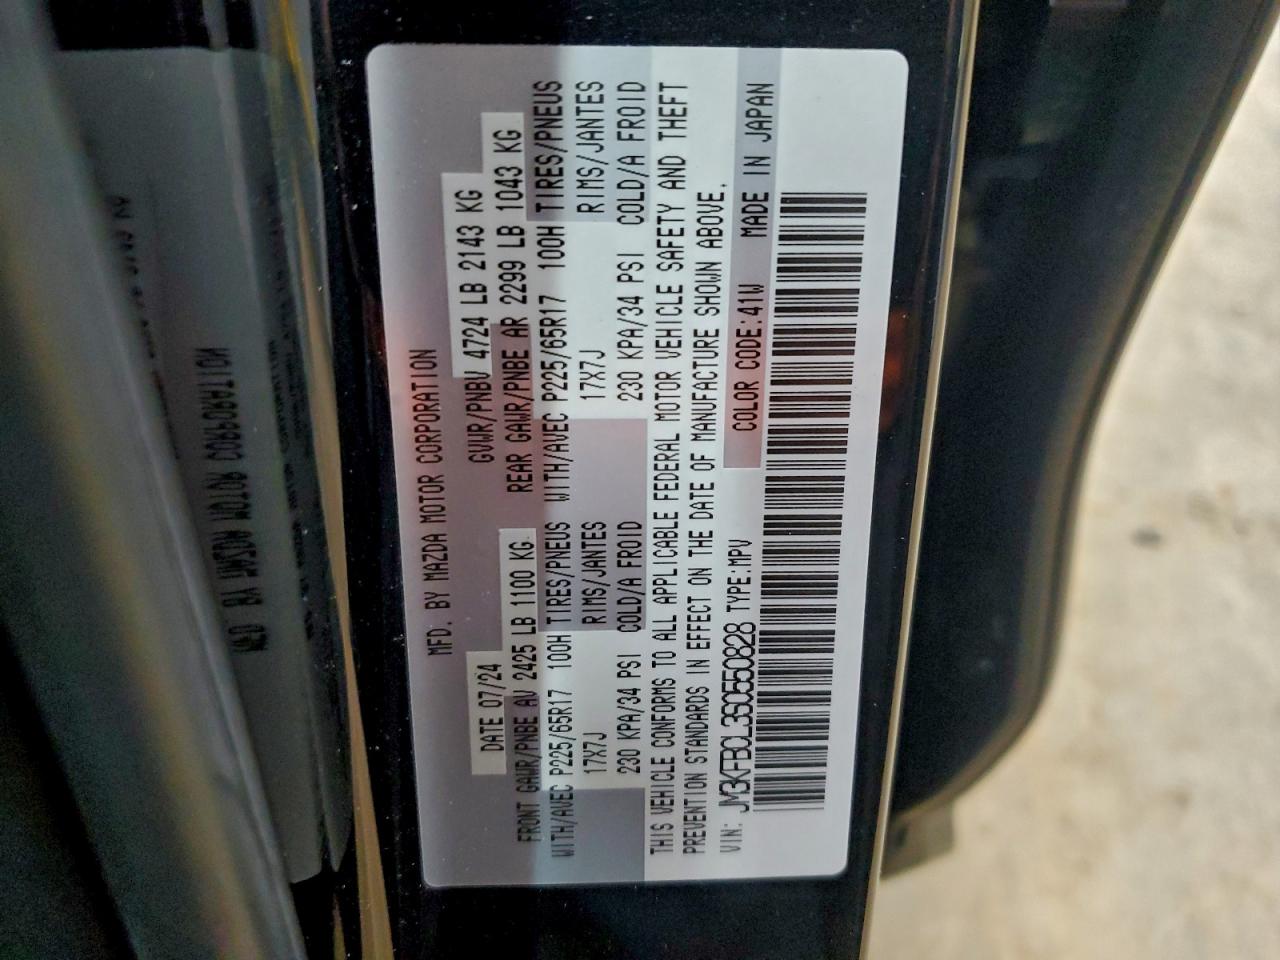 MFD. BY MAZDA MOTOR CORPORATION
DATE 07/24 GVWR/PNBV 4724 LB 2143 KG
FRONT GAWR/PNBE AV 2425 LB 1100 KG REAR GAWR/PNBE AR 2299 LB 1043 KG
WITH/AVEC P225/65R17 100H TIRES/PNEUS WITH/AVEC P225/65R17 100H TIRES/PNEUS
17X7J RIMS/JANTES 17X7J RIMS/JANTES
230 KPA/34 PSI COLD/A FROID 230 KPA/34 PSI COLD/A FROID
THIS VEHICLE CONFORMS TO ALL APPLICABLE FEDERAL MOTOR VEHICLE SAFETY AND THEFT
PREVENTION STANDARDS IN EFFECT ON THE DATE OF MANUFACTURE SHOWN ABOVE.
VIN: JM3KFBCL3S0550828 TYPE:MPV COLOR CODE:41W MADE IN JAPAN